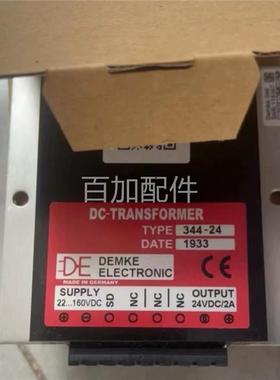 百加配件
DC-TRANSFORMER
TYPE 344-24
DATE 1933
DE DEMKE ELECTRONIC CE
MADE IN GERMANY
SUPPLY SD NC NC NC OUTPUT
22...160VDC 24VDC/2A